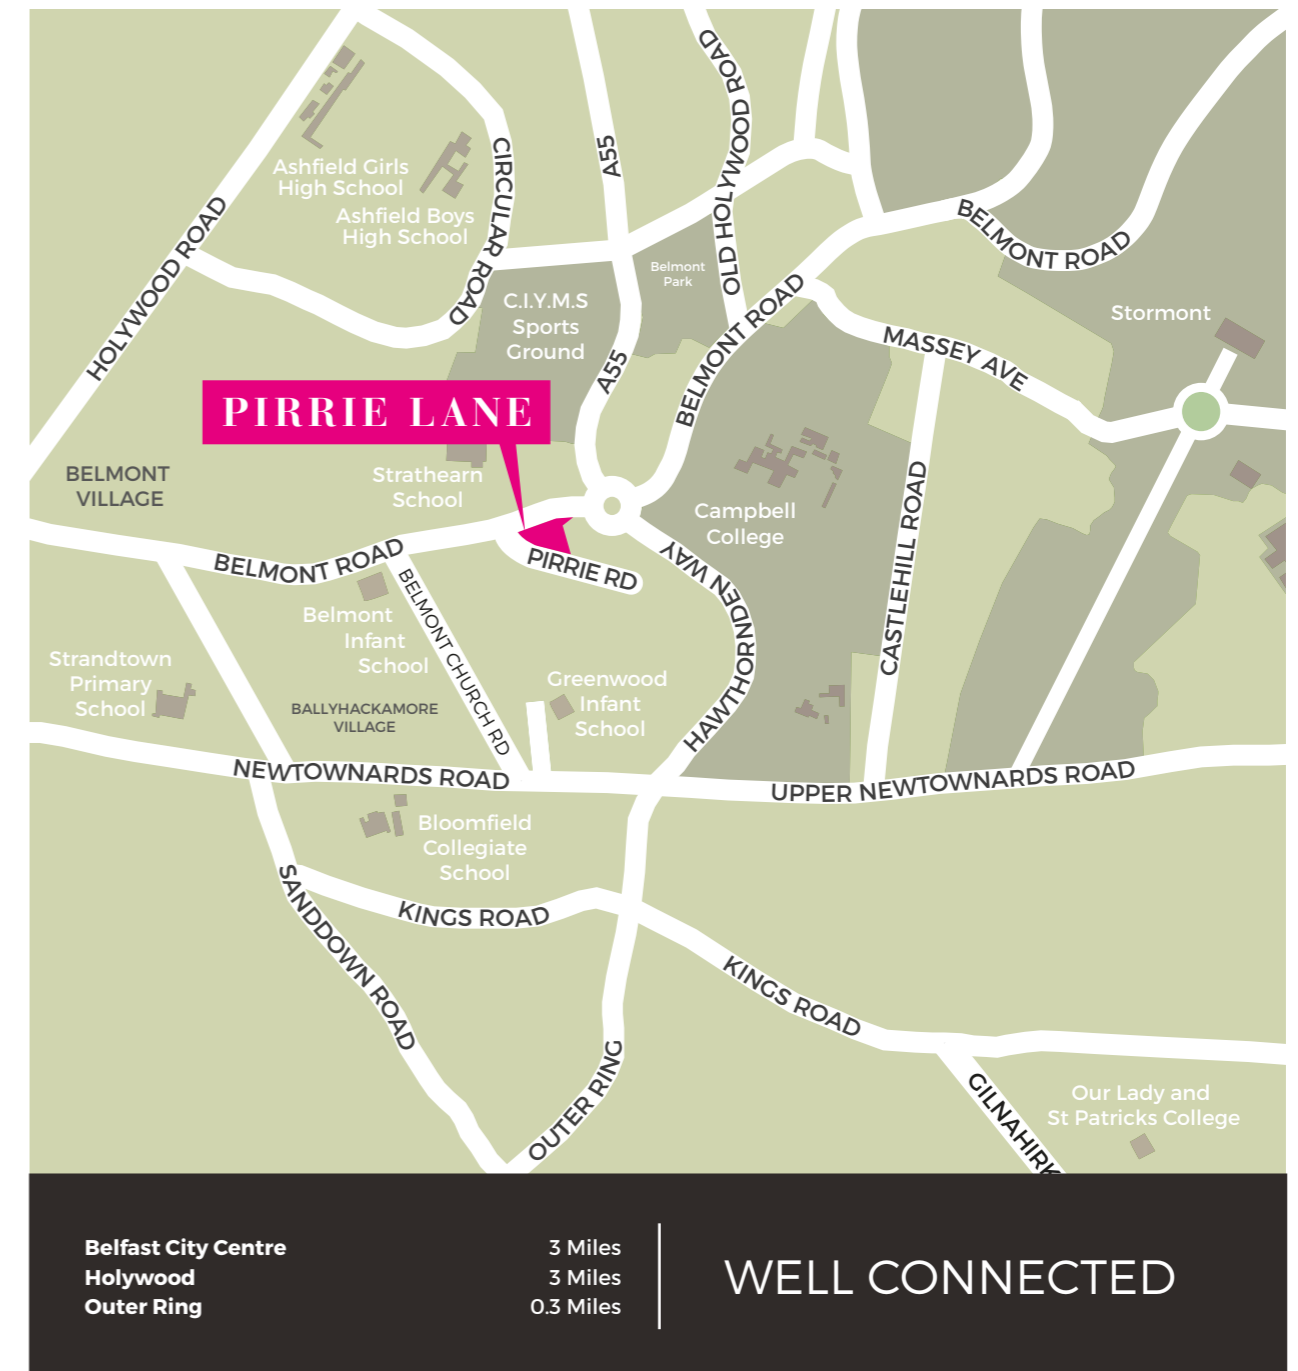 A55
OLD HOLYWOOD ROAD
CIRCULAR ROAD
Ashfield Girls
High School
Ashfield Boys
High School
HOLYWOOD ROAD
BELMONT ROAD
Belmont
Park
C.I.Y.M.S
Sports
Ground
Stormont
BELMONT ROAD
MASSEY AVE
A55
PIRRIE LANE
BELMONT
VILLAGE
Strathearn
School
Campbell
College
CASTLEHILL ROAD
BELMONT ROAD
PIRRIE RD
HAWTHORNDEN WAY
BELMONT CHURCH RD
Belmont
Infant
School
Strandtown
Primary
School
Greenwood
Infant
School
BALLYHACKAMORE
VILLAGE
NEWTOWNARDS ROAD
UPPER NEWTOWNARDS ROAD
Bloomfield
Collegiate
School
SANDDOWN ROAD
KINGS ROAD
KINGS ROAD
OUTER RING
GILNAHIRK
Our Lady and
St Patricks College
Belfast City Centre 3 Miles
Holywood 3 Miles
Outer Ring 0.3 Miles
WELL CONNECTED